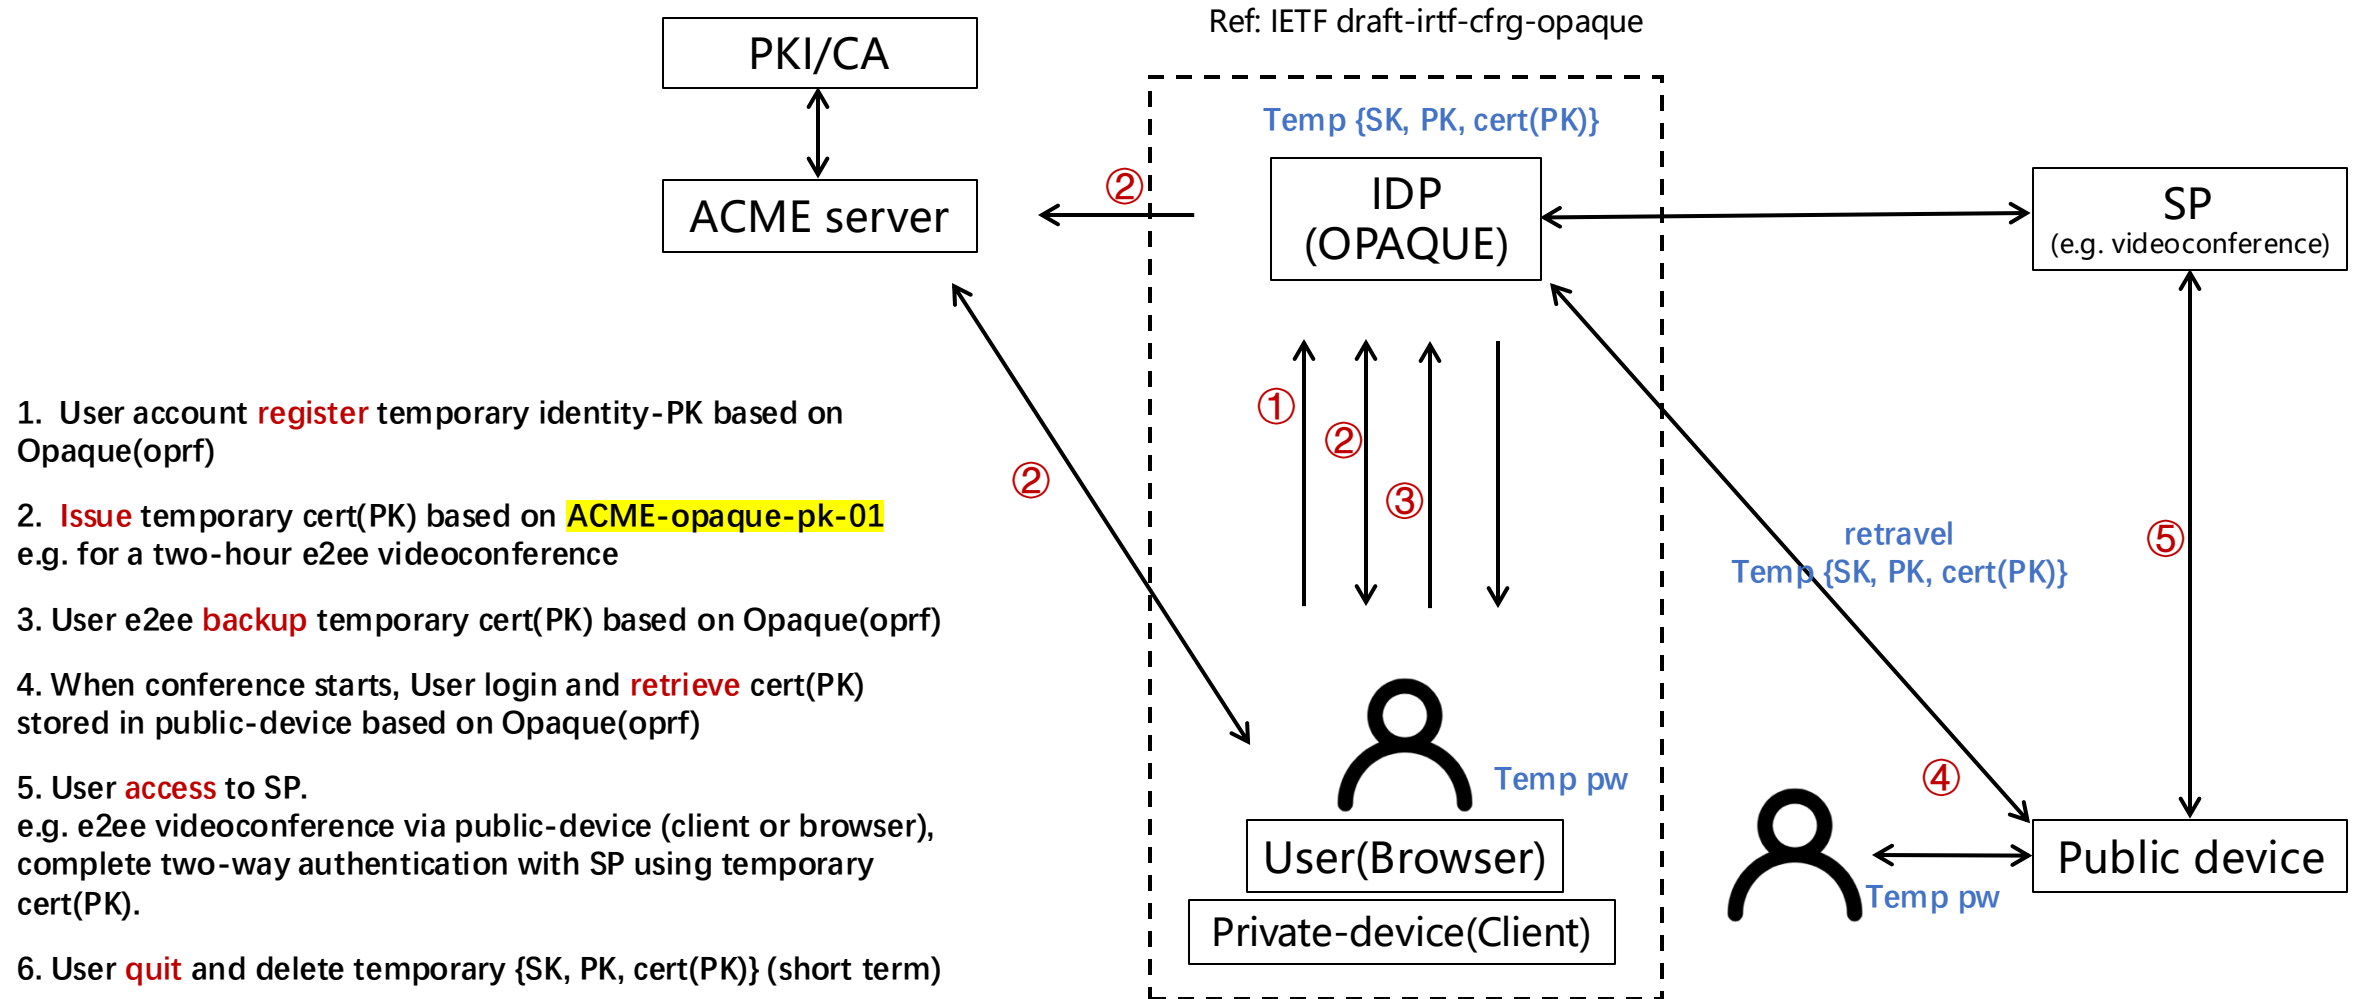 Ref: IETF draft-irtf-cfrg-opaque
PKI/CA
Temp {SK, PK, cert(PK)}
②
ACME server
IDP
(OPAQUE)
SP
(e.g. videoconference)
①
②
③
②
retravel
Temp {SK, PK, cert(PK)}
⑤
④
1. User account register temporary identity-PK based on
Opaque(oprf)
2. Issue temporary cert(PK) based on ACME-opaque-pk-01
e.g. for a two-hour e2ee videoconference
3. User e2ee backup temporary cert(PK) based on Opaque(oprf)
4. When conference starts, User login and retrieve cert(PK)
stored in public-device based on Opaque(oprf)
5. User access to SP.
e.g. e2ee videoconference via public-device (client or browser),
complete two-way authentication with SP using temporary
cert(PK).
6. User quit and delete temporary {SK, PK, cert(PK)} (short term)
Temp pw
User(Browser)
Private-device(Client)
Temp pw
Public device